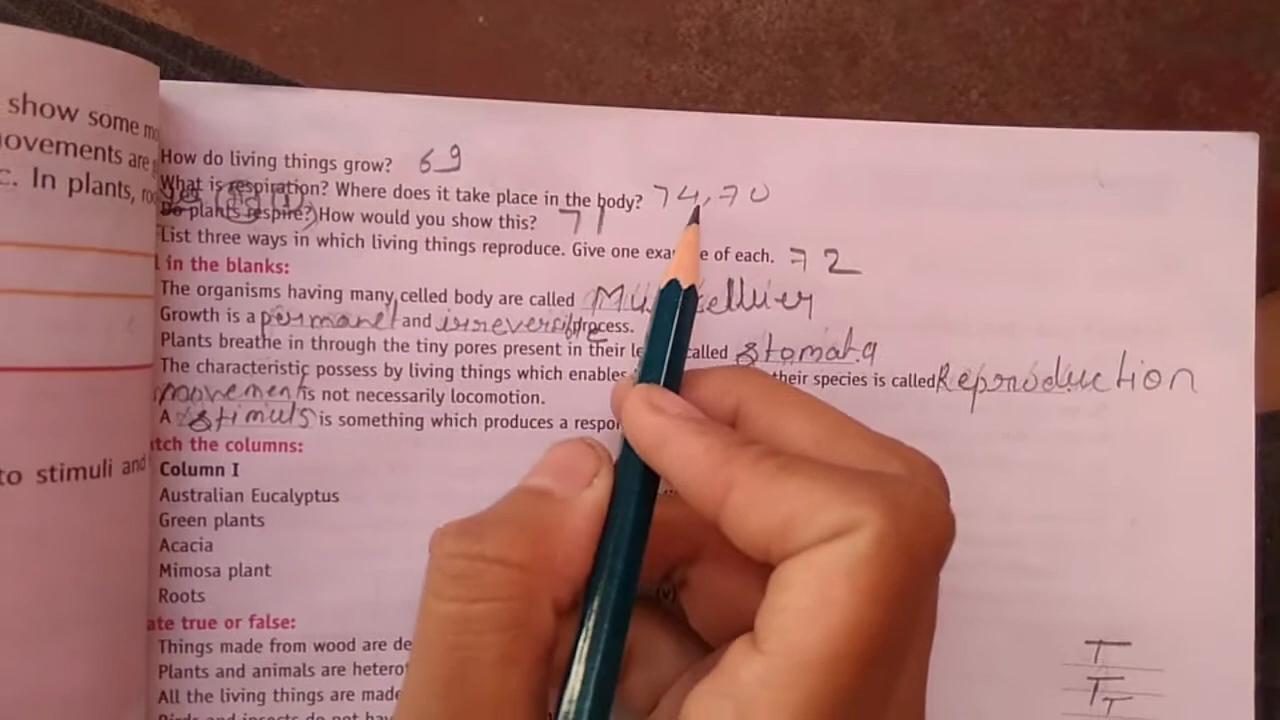 show some
ovements are
c. In plants,
to stimuli and
How do living things grow? 69
What is respiration? Where does it take place in the body? 74,70
Do plants respire? How would you show this? 71
List three ways in which living things reproduce. Give one example of each. 72
in the blanks:
The organisms having many celled body are called
Growth is a permanet and irreversible process.
Plants breathe in through the tiny pores present in their called stomata
The characteristic possess by living things which enables their species is called Reproduction
movement is not necessarily locomotion.
A stimuls is something which produces a respo
tch the columns:
Column I
Australian Eucalyptus
Green plants
Acacia
Mimosa plant
Roots
(v)
ate true or false:
Things made from wood are de
T
Plants and animals are hetero
T
All the living things are made
T